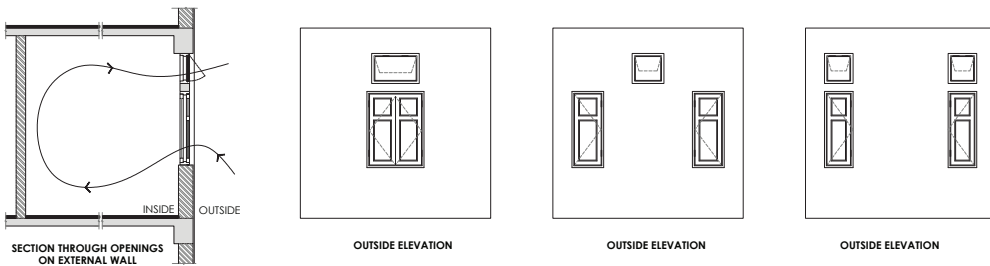 INSIDE
OUTSIDE
SECTION THROUGH OPENINGS
ON EXTERNAL WALL
OUTSIDE ELEVATION
OUTSIDE ELEVATION
OUTSIDE ELEVATION